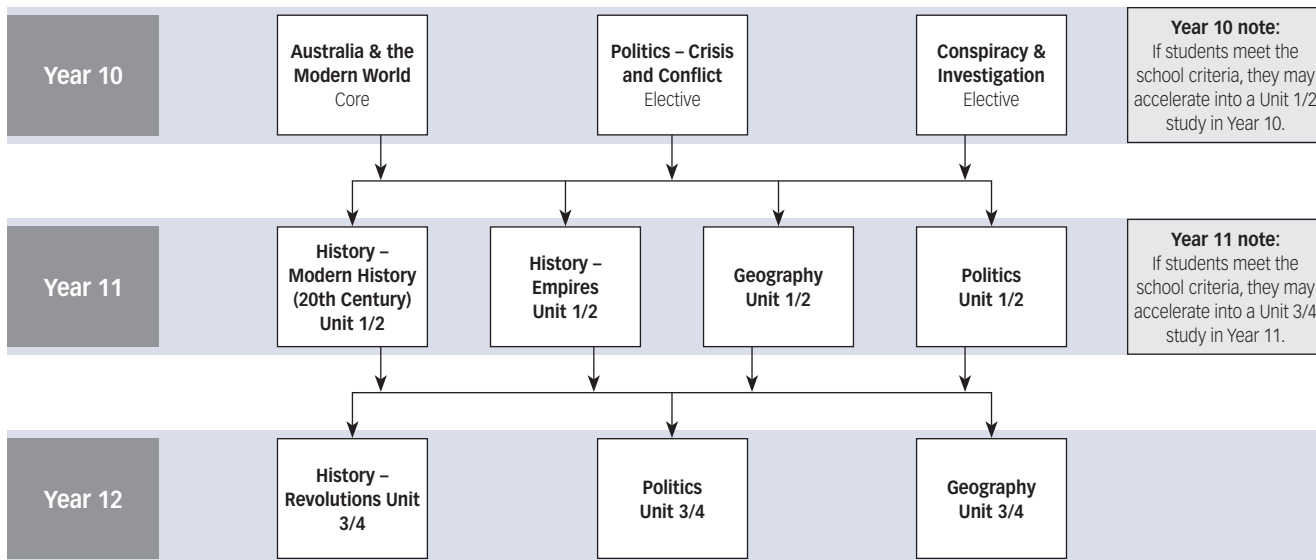 Year 10
Australia & the
Modern World
Core
Politics – Crisis
and Conflict
Elective
Conspiracy &
Investigation
Elective
Year 10 note:
If students meet the
school criteria, they may
accelerate into a Unit 1/2
study in Year 10.
Year 11
History –
Modern History
(20th Century)
Unit 1/2
History –
Empires
Unit 1/2
Geography
Unit 1/2
Politics
Unit 1/2
Year 11 note:
If students meet the
school criteria, they may
accelerate into a Unit 3/4
study in Year 11.
Year 12
History –
Revolutions Unit
3/4
Politics
Unit 3/4
Geography
Unit 3/4